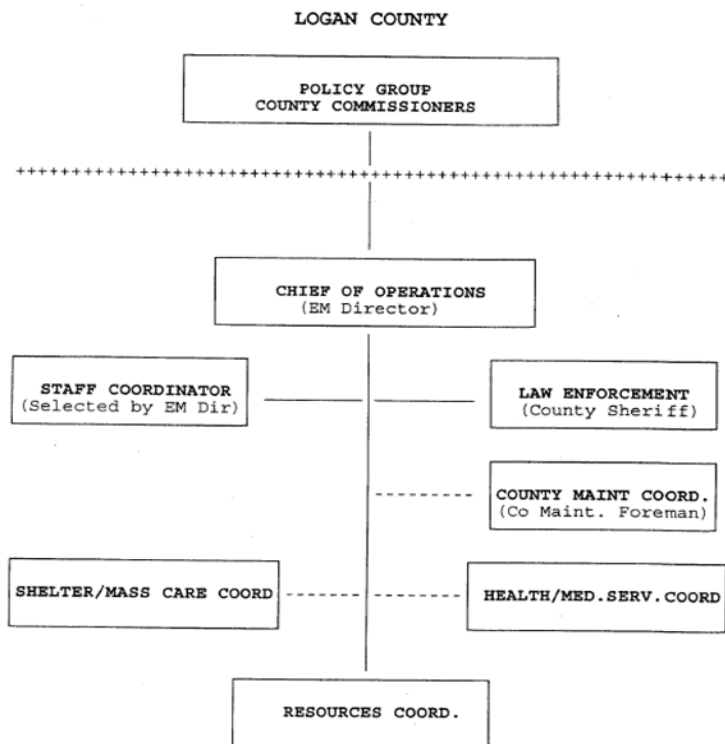 LOGAN COUNTY
POLICY GROUP
COUNTY COMMISSIONERS
++++++++++++++++++++++++++++++++++++++++++++++++++++++++++++++++++++++
CHIEF OF OPERATIONS
(EM Director)
STAFF COORDINATOR
(Selected by EM Dir)
LAW ENFORCEMENT
(County Sheriff)
COUNTY MAINT COORD.
(Co Maint. Foreman)
SHELTER/MASS CARE COORD
HEALTH/MED.SERV.COORD
RESOURCES COORD.